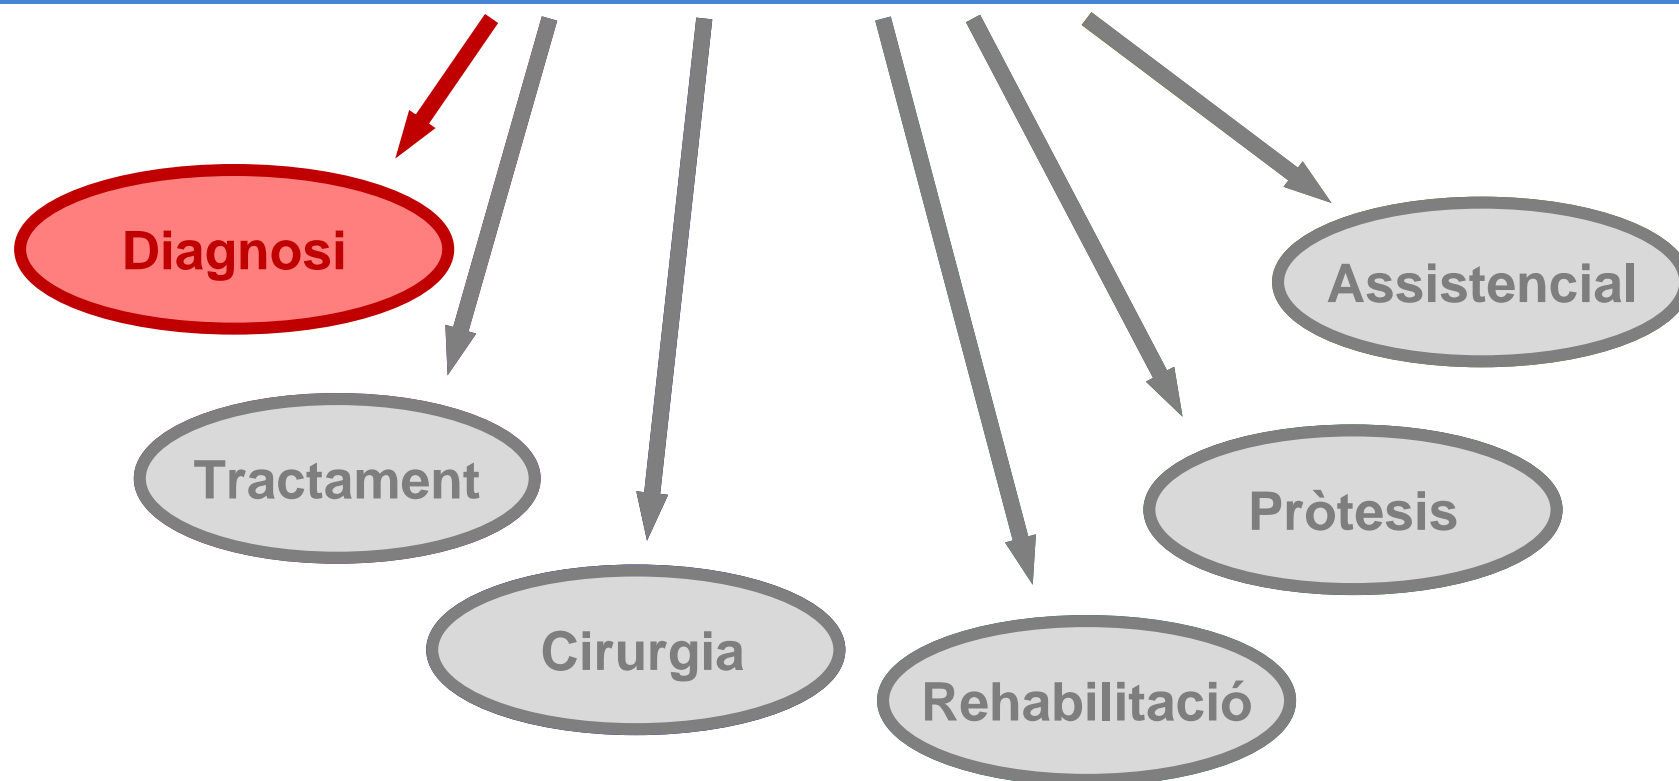 Diagnosi
Assistencial
Tractament
Pròtesis
Cirurgia
Rehabilitació